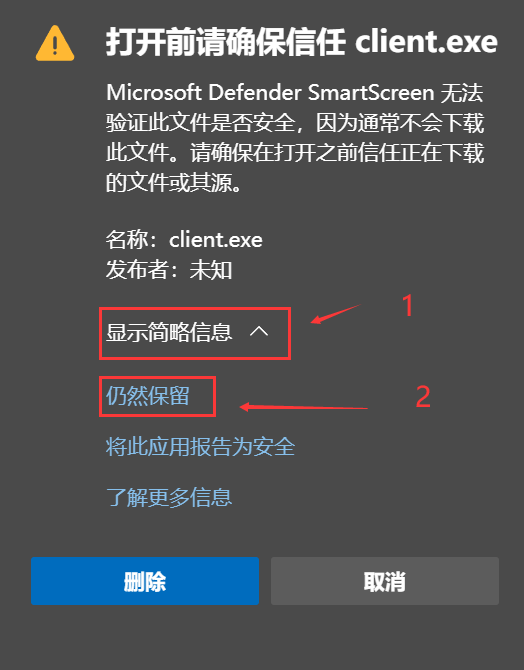 打开前请确保信任 client.exe
Microsoft Defender SmartScreen 无法
验证此文件是否安全，因为通常不会下载
此文件。请确保在打开之前信任正在下载
的文件或其源。
名称：client.exe
发布者：未知
显示简略信息
1
仍然保留
2
将此应用报告为安全
了解更多信息
删除
取消